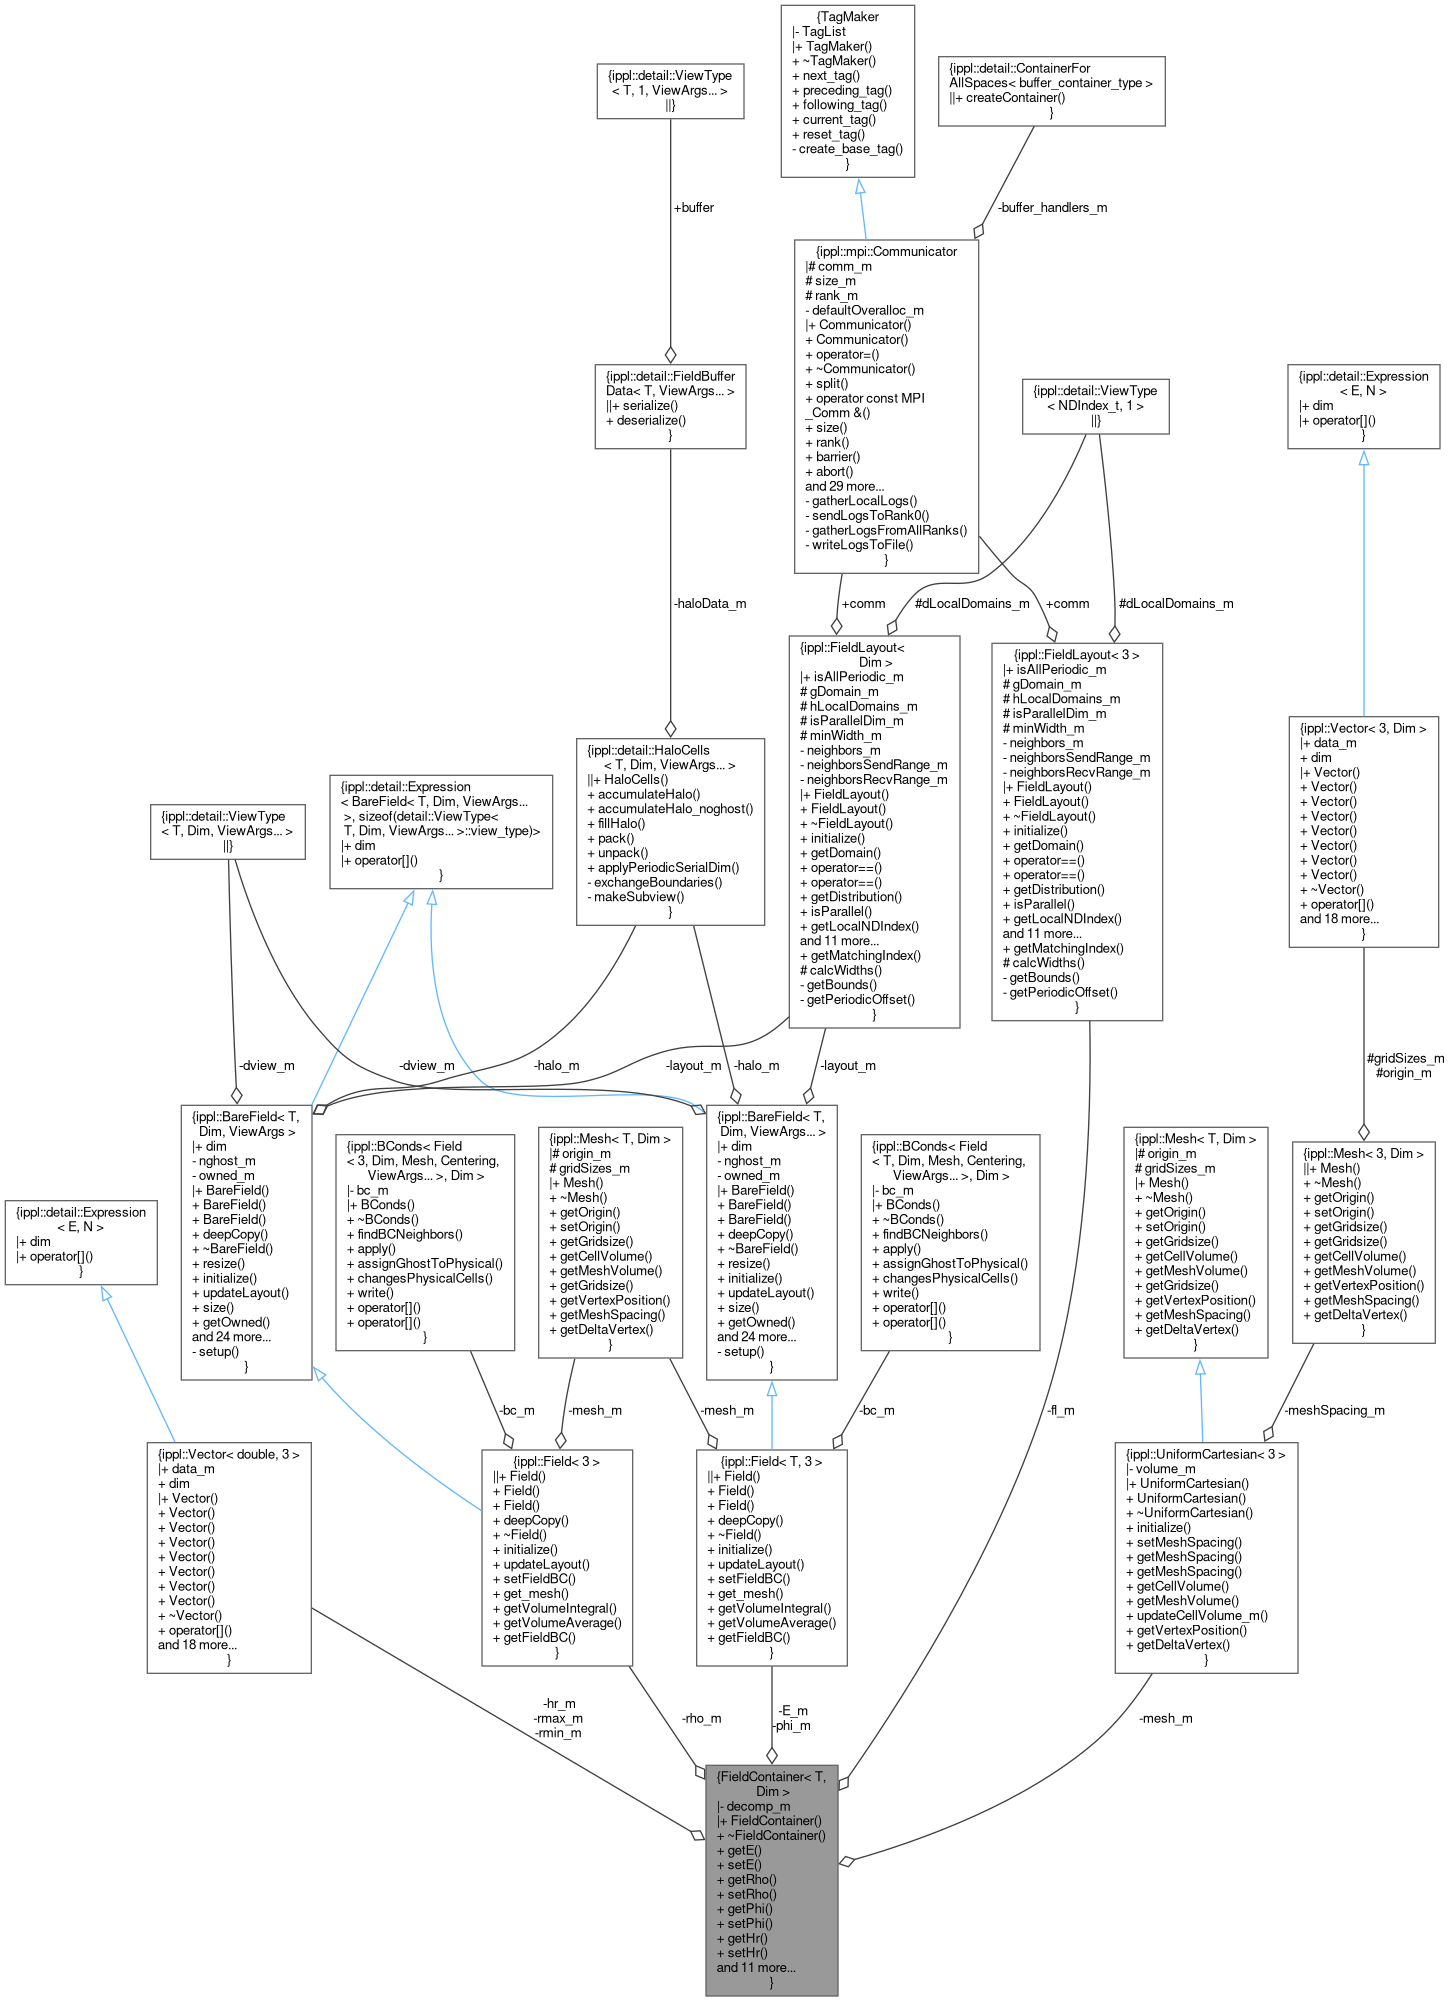 {TagMaker
|- TagList
|+ TagMaker()
+ ~TagMaker()
+ next_tag()
+ preceding_tag()
+ following_tag()
+ current_tag()
+ reset_tag()
- create_base_tag()
}
{ippl::detail::ViewType
< T, 1, ViewArgs... >
||}
{ippl::detail::ContainerFor
AllSpaces< buffer_container_type >
||+ createContainer()
}
+buffer
-buffer_handlers_m
{ippl::mpi::Communicator
|# comm_m
# size_m
# rank_m
- defaultOveralloc_m
|+ Communicator()
+ Communicator()
+ operator=()
+ ~Communicator()
+ split()
+ operator const MPI
_Comm &()
+ size()
+ rank()
+ barrier()
+ abort()
and 29 more...
- gatherLocalLogs()
- sendLogsToRank0()
- gatherLogsFromAllRanks()
- writeLogsToFile()
}
{ippl::detail::FieldBuffer
Data< T, ViewArgs... >
||+ serialize()
+ deserialize()
}
{ippl::detail::ViewType
< NDIndex_t, 1 >
||}
{ippl::detail::Expression
< E, N >
|+ dim
|+ operator[]()
}
-haloData_m
+comm
#dLocalDomains_m
+comm
#dLocalDomains_m
{ippl::FieldLayout<
Dim >
|+ isAllPeriodic_m
# gDomain_m
# hLocalDomains_m
# isParallelDim_m
# minWidth_m
- neighbors_m
- neighborsSendRange_m
- neighborsRecvRange_m
|+ FieldLayout()
+ FieldLayout()
+ ~FieldLayout()
+ initialize()
+ getDomain()
+ operator==()
+ operator==()
+ getDistribution()
+ isParallel()
+ getLocalNDIndex()
and 11 more...
+ getMatchingIndex()
# calcWidths()
- getBounds()
- getPeriodicOffset()
}
{ippl::FieldLayout< 3 >
|+ isAllPeriodic_m
# gDomain_m
# hLocalDomains_m
# isParallelDim_m
# minWidth_m
- neighbors_m
- neighborsSendRange_m
- neighborsRecvRange_m
|+ FieldLayout()
+ FieldLayout()
+ ~FieldLayout()
+ initialize()
+ getDomain()
+ operator==()
+ operator==()
+ getDistribution()
+ isParallel()
+ getLocalNDIndex()
and 11 more...
+ getMatchingIndex()
# calcWidths()
- getBounds()
- getPeriodicOffset()
}
{ippl::Vector< 3, Dim >
|+ data_m
+ dim
|+ Vector()
+ Vector()
+ Vector()
+ Vector()
+ Vector()
+ Vector()
+ Vector()
+ Vector()
+ ~Vector()
+ operator[]()
and 18 more...
}
{ippl::detail::HaloCells
< T, Dim, ViewArgs... >
||+ HaloCells()
+ accumulateHalo()
+ accumulateHalo_noghost()
+ fillHalo()
+ pack()
+ unpack()
+ applyPeriodicSerialDim()
- exchangeBoundaries()
- makeSubview()
}
{ippl::detail::Expression
< BareField< T, Dim, ViewArgs...
>, sizeof(detail::ViewType<
T, Dim, ViewArgs... >::view_type)>
|+ dim
|+ operator[]()
}
{ippl::detail::ViewType
< T, Dim, ViewArgs... >
||}
-dview_m
-dview_m
-halo_m
-layout_m
-halo_m
-layout_m
#gridSizes_m
#origin_m
{ippl::BareField< T,
Dim, ViewArgs >
|+ dim
- nghost_m
- owned_m
|+ BareField()
+ BareField()
+ BareField()
+ deepCopy()
+ ~BareField()
+ resize()
+ initialize()
+ updateLayout()
+ size()
+ getOwned()
and 24 more...
- setup()
}
{ippl::BConds< Field
< 3, Dim, Mesh, Centering,
ViewArgs... >, Dim >
|- bc_m
|+ BConds()
+ ~BConds()
+ findBCNeighbors()
+ apply()
+ assignGhostToPhysical()
+ changesPhysicalCells()
+ write()
+ operator[]()
+ operator[]()
}
{ippl::Mesh< T, Dim >
|# origin_m
# gridSizes_m
|+ Mesh()
+ ~Mesh()
+ getOrigin()
+ setOrigin()
+ getGridsize()
+ getCellVolume()
+ getMeshVolume()
+ getGridsize()
+ getVertexPosition()
+ getMeshSpacing()
+ getDeltaVertex()
}
{ippl::BareField< T,
Dim, ViewArgs... >
|+ dim
- nghost_m
- owned_m
|+ BareField()
+ BareField()
+ BareField()
+ deepCopy()
+ ~BareField()
+ resize()
+ initialize()
+ updateLayout()
+ size()
+ getOwned()
and 24 more...
- setup()
}
{ippl::BConds< Field
< T, Dim, Mesh, Centering,
ViewArgs... >, Dim >
|- bc_m
|+ BConds()
+ ~BConds()
+ findBCNeighbors()
+ apply()
+ assignGhostToPhysical()
+ changesPhysicalCells()
+ write()
+ operator[]()
+ operator[]()
}
{ippl::Mesh< T, Dim >
|# origin_m
# gridSizes_m
|+ Mesh()
+ ~Mesh()
+ getOrigin()
+ setOrigin()
+ getGridsize()
+ getCellVolume()
+ getMeshVolume()
+ getGridsize()
+ getVertexPosition()
+ getMeshSpacing()
+ getDeltaVertex()
}
{ippl::Mesh< 3, Dim >
||+ Mesh()
+ ~Mesh()
+ getOrigin()
+ setOrigin()
+ getGridsize()
+ getGridsize()
+ getCellVolume()
+ getMeshVolume()
+ getVertexPosition()
+ getMeshSpacing()
+ getDeltaVertex()
}
{ippl::detail::Expression
< E, N >
|+ dim
|+ operator[]()
}
-bc_m
-mesh_m
-mesh_m
-bc_m
-fl_m
-meshSpacing_m
{ippl::Vector< double, 3 >
|+ data_m
+ dim
|+ Vector()
+ Vector()
+ Vector()
+ Vector()
+ Vector()
+ Vector()
+ Vector()
+ Vector()
+ ~Vector()
+ operator[]()
and 18 more...
}
{ippl::Field< 3 >
||+ Field()
+ Field()
+ Field()
+ deepCopy()
+ ~Field()
+ initialize()
+ updateLayout()
+ setFieldBC()
+ get_mesh()
+ getVolumeIntegral()
+ getVolumeAverage()
+ getFieldBC()
}
{ippl::Field< T, 3 >
||+ Field()
+ Field()
+ Field()
+ deepCopy()
+ ~Field()
+ initialize()
+ updateLayout()
+ setFieldBC()
+ get_mesh()
+ getVolumeIntegral()
+ getVolumeAverage()
+ getFieldBC()
}
{ippl::UniformCartesian< 3 >
|- volume_m
|+ UniformCartesian()
+ UniformCartesian()
+ ~UniformCartesian()
+ initialize()
+ setMeshSpacing()
+ getMeshSpacing()
+ getMeshSpacing()
+ getCellVolume()
+ getMeshVolume()
+ updateCellVolume_m()
+ getVertexPosition()
+ getDeltaVertex()
}
-hr_m
-rmax_m
-rmin_m
-rho_m
-E_m
-phi_m
-mesh_m
{FieldContainer< T,
Dim >
|- decomp_m
|+ FieldContainer()
+ ~FieldContainer()
+ getE()
+ setE()
+ getRho()
+ setRho()
+ getPhi()
+ setPhi()
+ getHr()
+ setHr()
and 11 more...
}